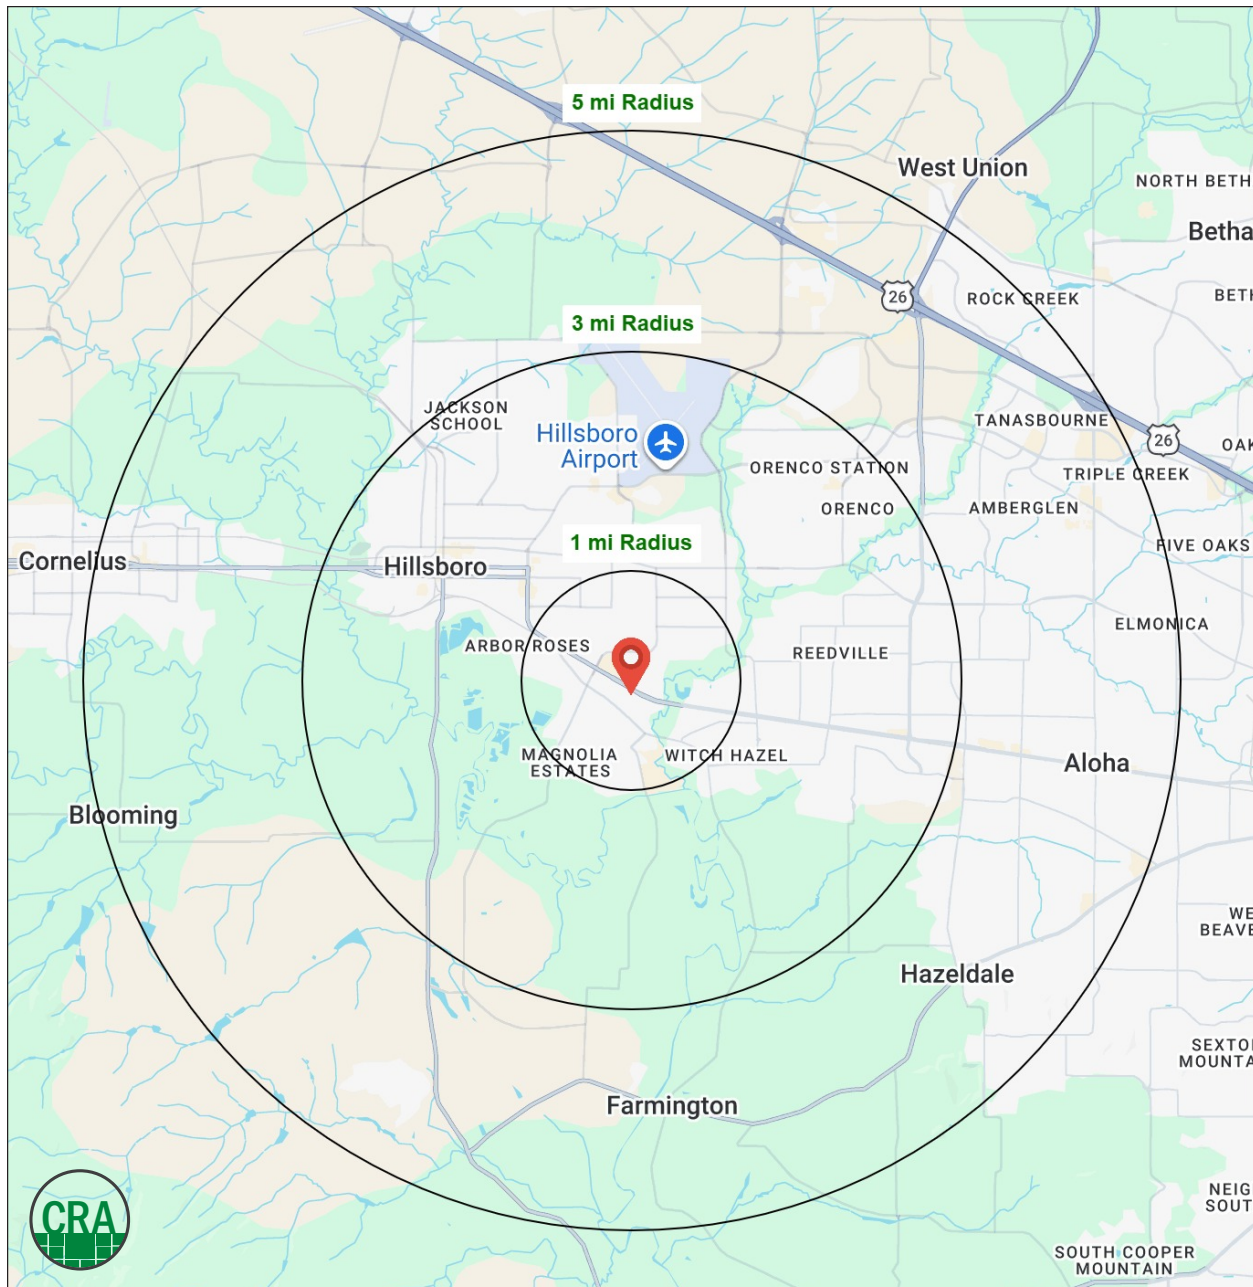 5 mi Radius
West Union
NORTH BETH
Betha
26
ROCK CREEK
BETH
3 mi Radius
JACKSON
SCHOOL
TANASBOURNE
Hillsboro
Airport
26
OAK
ORENCO STATION
TRIPLE CREEK
ORENCO
AMBERGLEN
1 mi Radius
FIVE OAKS
Cornelius
Hillsboro
ELMONICA
ARBOR ROSES
REEDVILLE
MAGNOLIA
ESTATES
WITCH HAZEL
Aloha
Blooming
WE
BEAVE
Hazeldale
SEXTO
MOUNTA
Farmington
CRA
NEIG
SOUT
SOUTH COOPER
MOUNTAIN